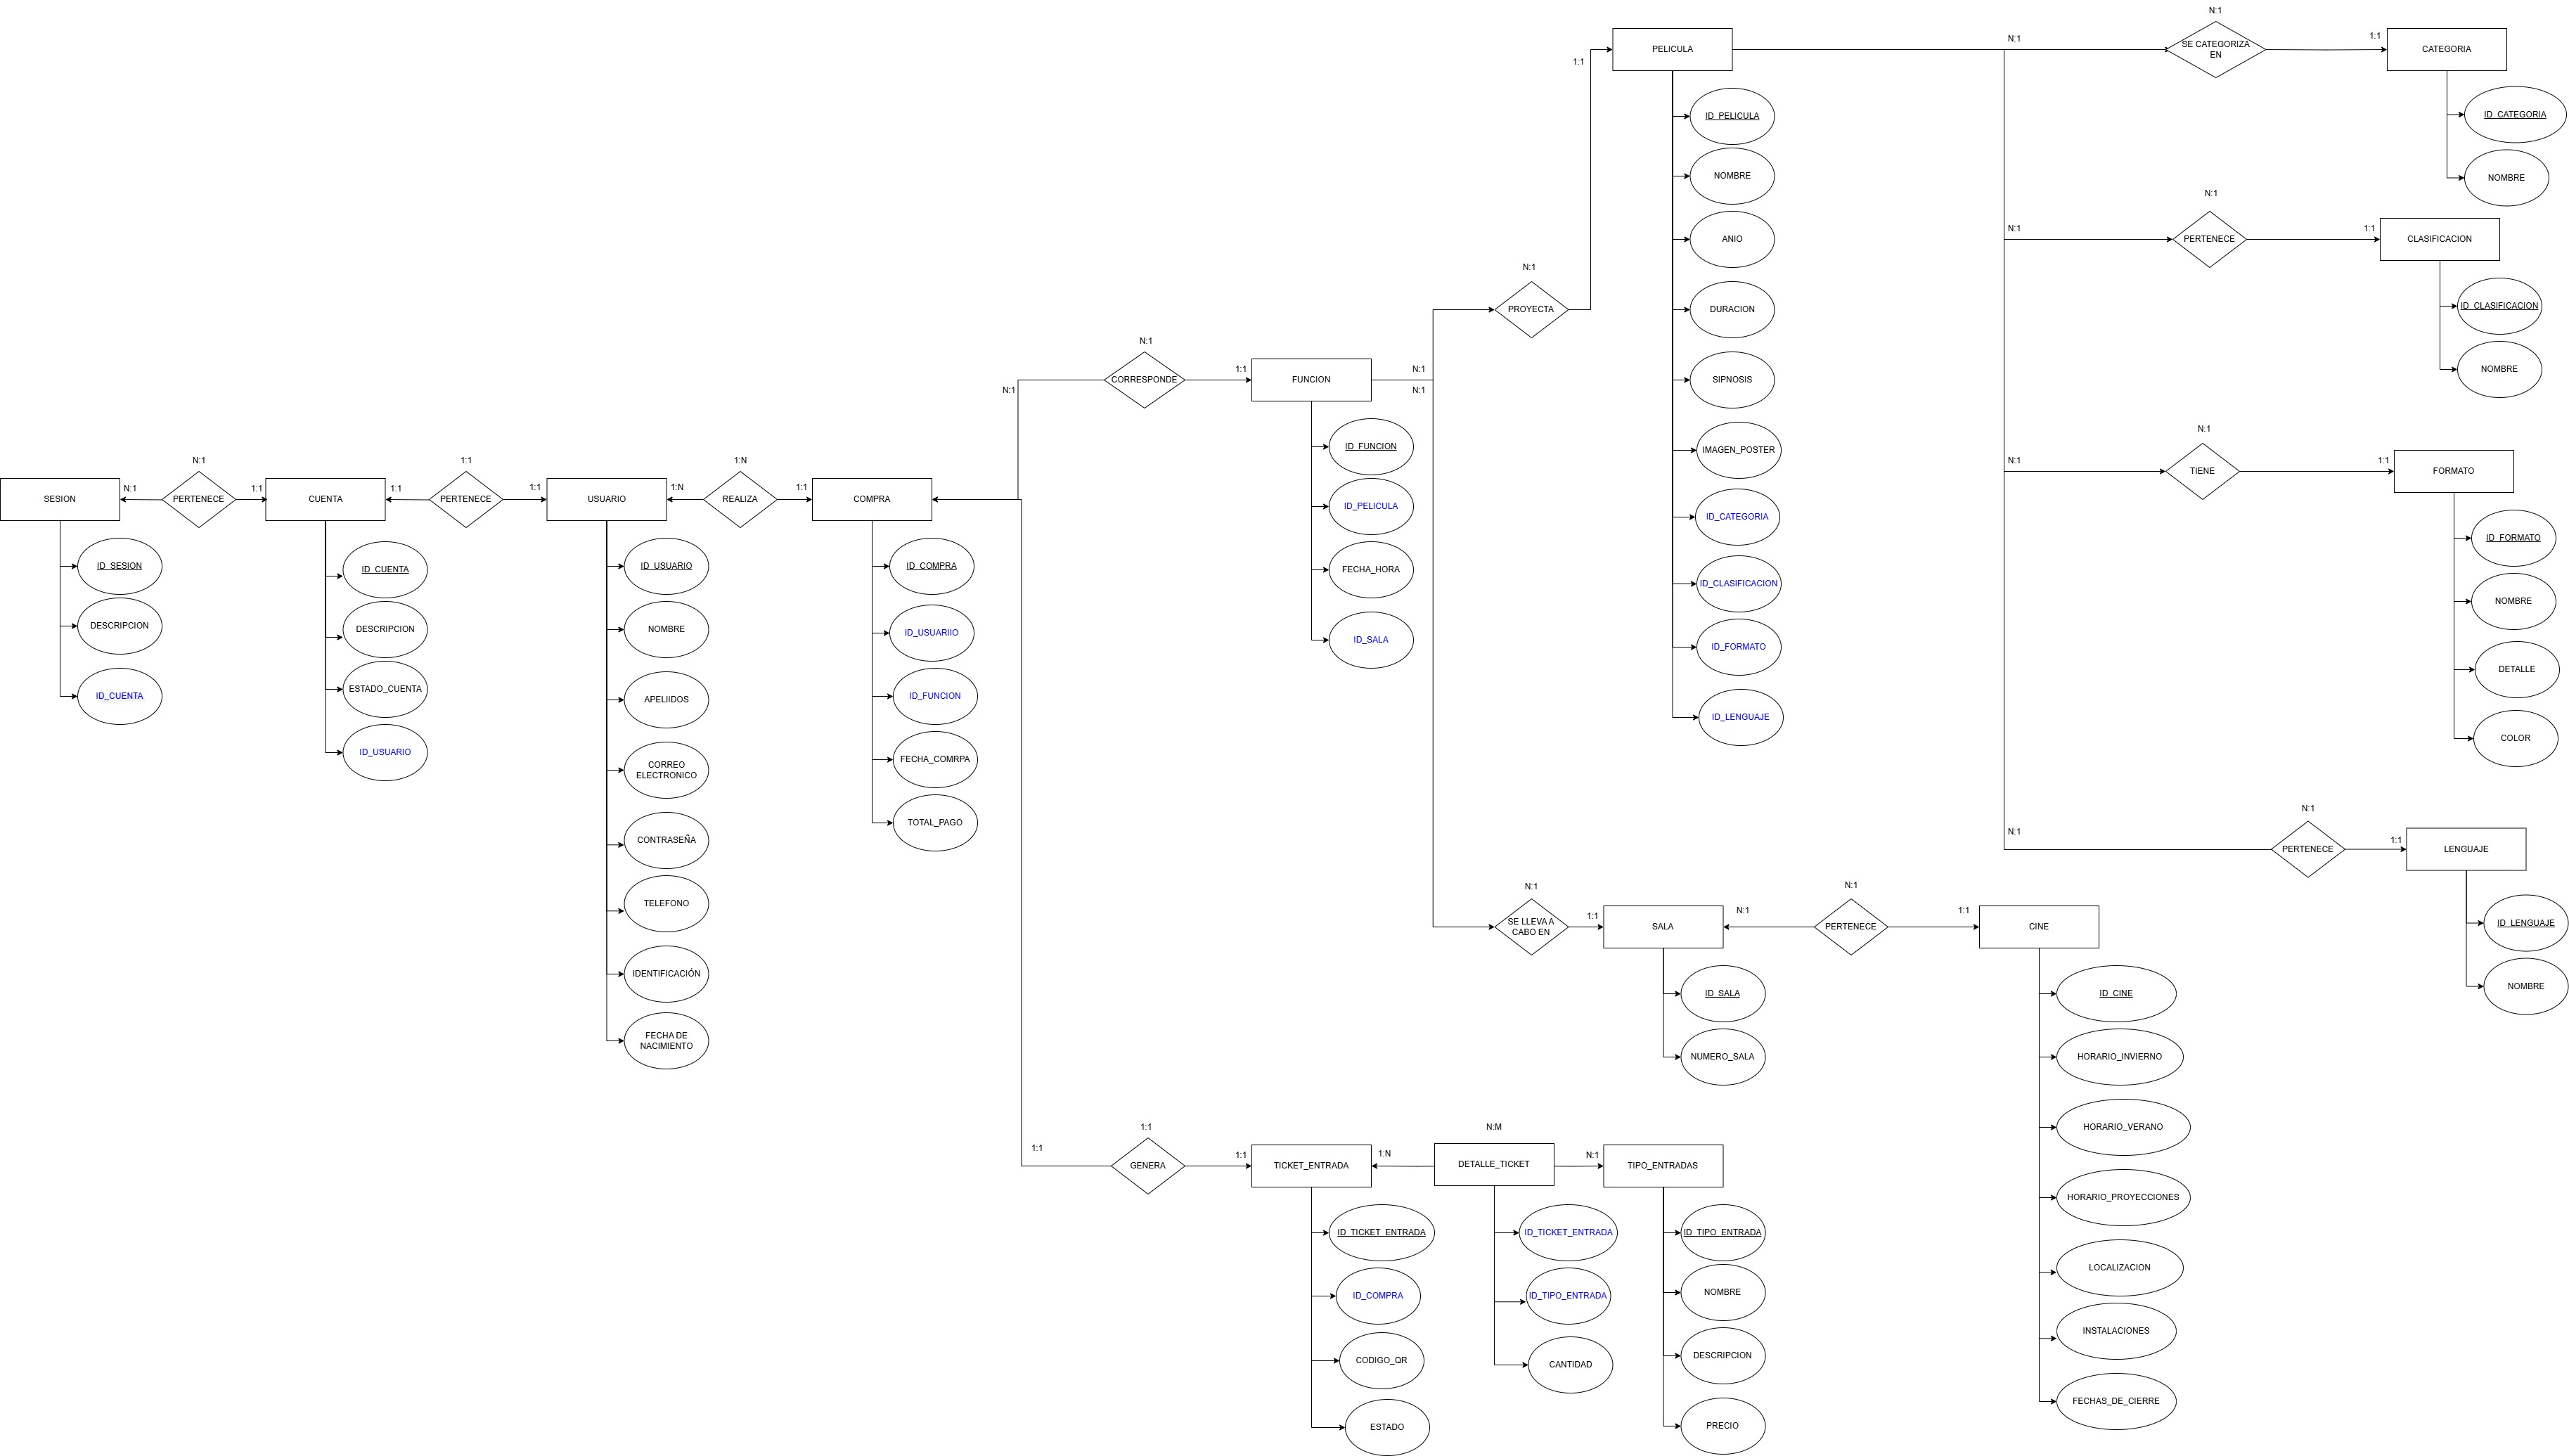 N:1
PELICULA
N:1
SE CATEGORIZA
EN
1:1
CATEGORIA
1:1
ID_PELICULA
ID_CATEGORIA
NOMBRE
NOMBRE
N:1
ANIO
N:1
PERTENECE
1:1
CLASIFICACION
N:1
PROYECTA
DURACION
ID_CLASIFICACION
NOMBRE
N:1
CORRESPONDE
N:1
1:1
FUNCION
N:1
N:1
SIPNOSIS
ID_FUNCION
ID_PELICULA
FECHA_HORA
ID_SALA
IMAGEN_POSTER
ID_CATEGORIA
ID_CLASIFICACION
ID_FORMATO
ID_LENGUAJE
N:1
N:1
TIENE
1:1
FORMATO
ID_FORMATO
NOMBRE
DETALLE
COLOR
SESION
N:1
N:1
PERTENECE
1:1
CUENTA
1:1
1:1
PERTENECE
1:1
USUARIO
1:N
1:N
REALIZA
1:1
COMPRA
ID_SESION
DESCRIPCION
ID_CUENTA
ID_CUENTA
DESCRIPCION
ESTADO_CUENTA
ID_USUARIO
ID_USUARIO
NOMBRE
APELIIDOS
CORREO
ELECTRONICO
CONTRASEÑA
TELEFONO
IDENTIFICACIÓN
FECHA DE
NACIMIENTO
ID_COMPRA
ID_USUARIIO
ID_FUNCION
FECHA_COMRPA
TOTAL_PAGO
N:1
N:1
PERTENECE
1:1
LENGUAJE
ID_LENGUAJE
NOMBRE
N:1
SE LLEVA A
CABO EN
1:1
SALA
N:1
N:1
PERTENECE
1:1
CINE
ID_SALA
NUMERO_SALA
ID_CINE
HORARIO_INVIERNO
HORARIO_VERANO
HORARIO_PROYECCIONES
LOCALIZACION
INSTALACIONES
FECHAS_DE_CIERRE
1:1
1:1
GENERA
1:1
TICKET_ENTRADA
1:N
N:M
DETALLE_TICKET
N:1
TIPO_ENTRADAS
ID_TICKET_ENTRADA
ID_COMPRA
CODIGO_QR
ESTADO
ID_TICKET_ENTRADA
ID_TIPO_ENTRADA
CANTIDAD
ID_TIPO_ENTRADA
NOMBRE
DESCRIPCION
PRECIO